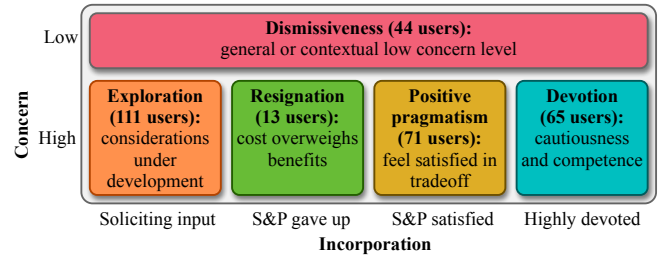 Low
Dismissiveness (44 users):
general or contextual low concern level
Concern
High
Exploration
(111 users):
considerations
under
development
Resignation
(13 users):
cost overweighs
benefits
Positive
pragmatism
(71 users):
feel satisfied in
tradeoff
Devotion
(65 users):
cautiousness
and competence
Soliciting input
S&P gave up
S&P satisfied
Highly devoted
Incorporation